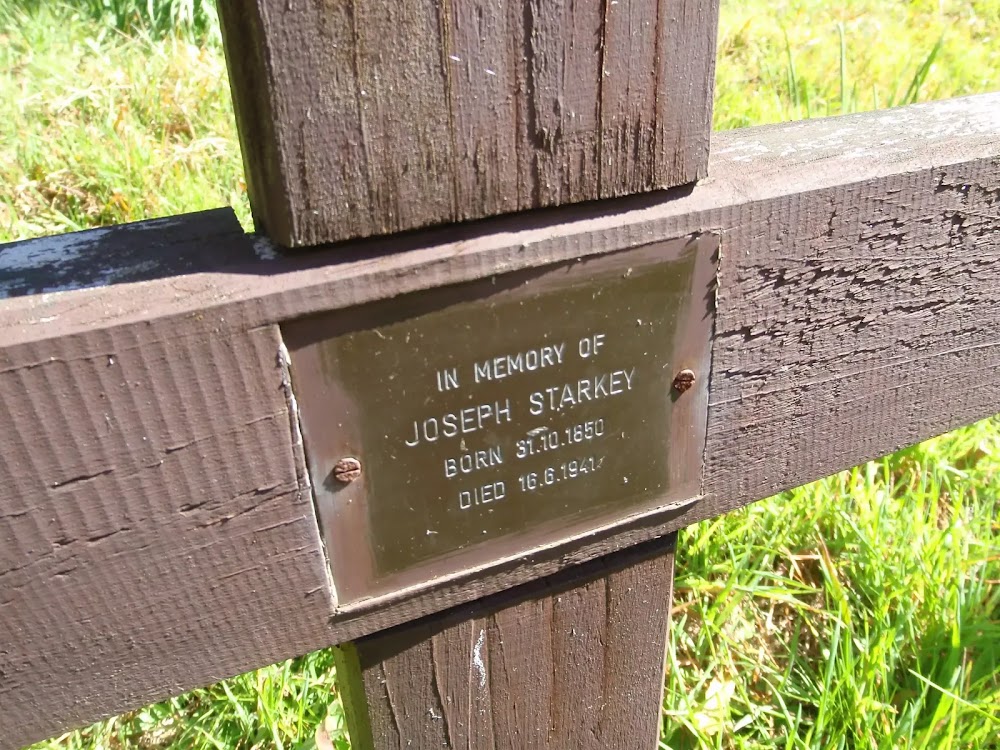 IN MEMORY OF
JOSEPH STARKEY
BORN 31.10.1850
DIED 16.6.1941